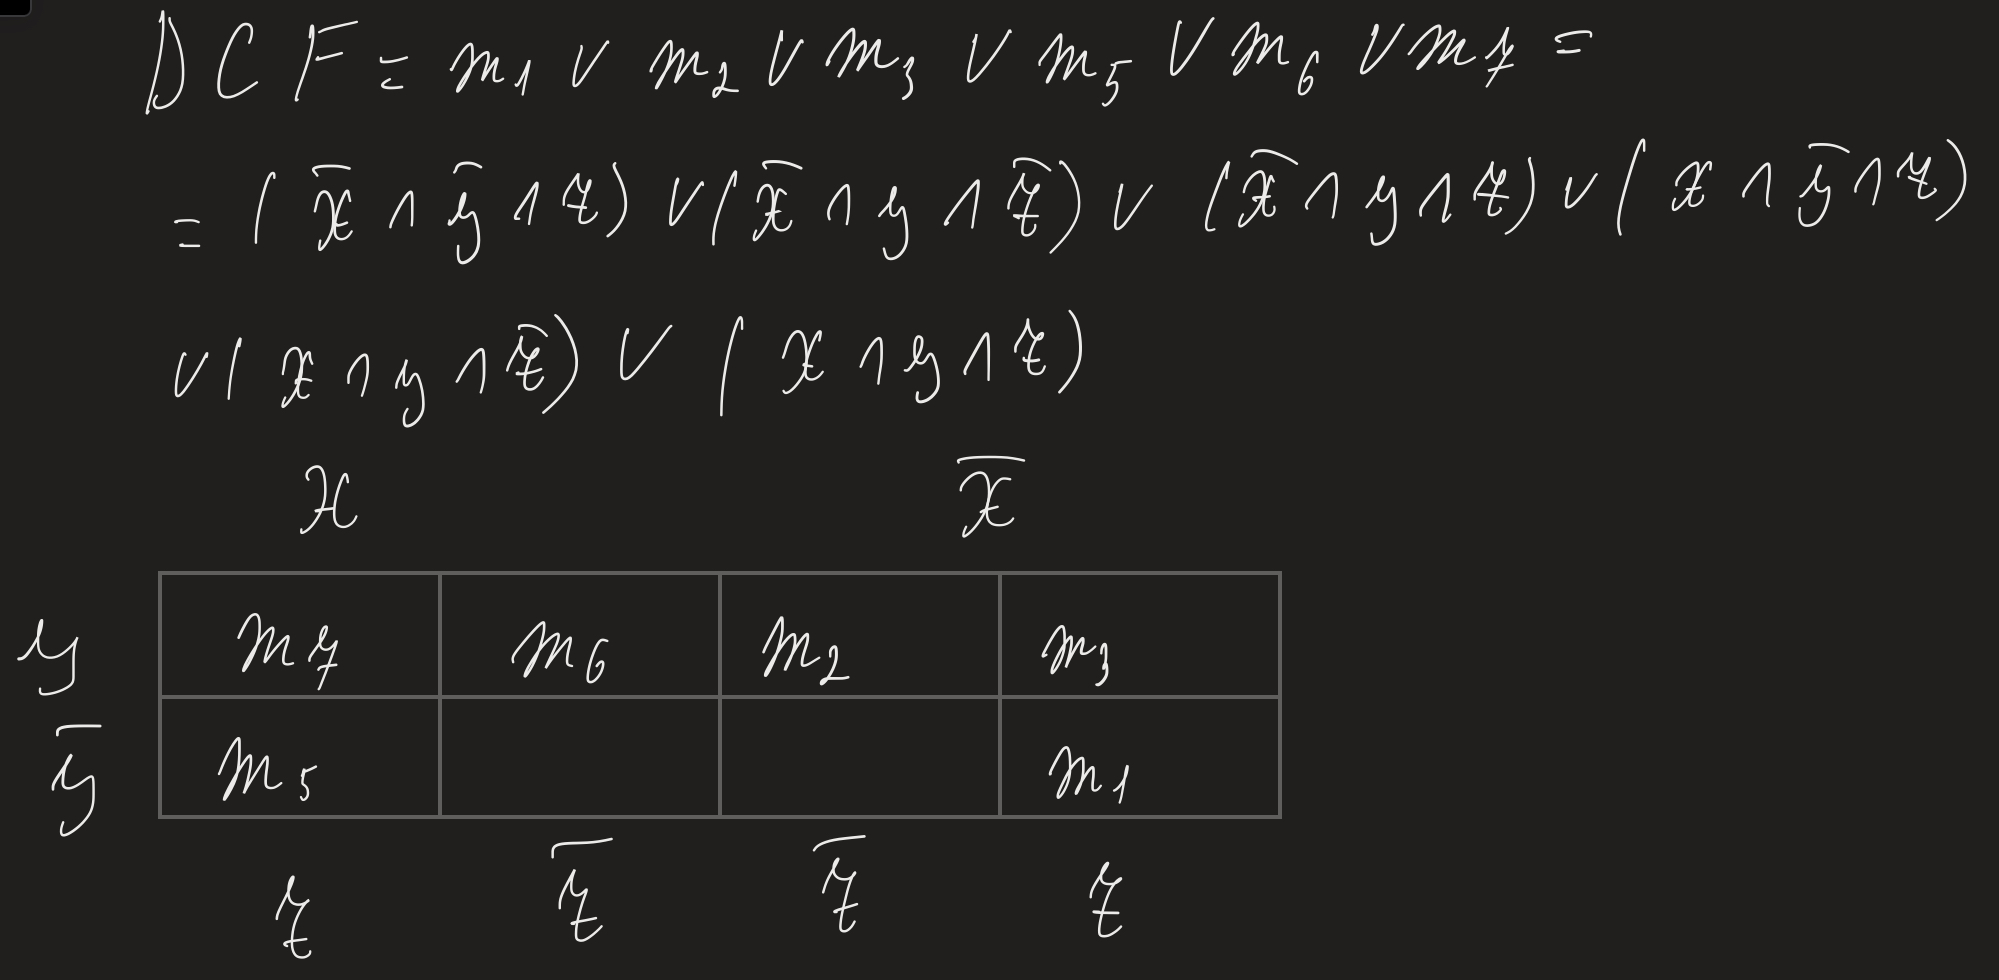 DCF = m₁ ∨ m₂ ∨ m₃ ∨ m₅ ∨ m₆ ∨ m₇ =
= (x̅ ∧ y̅ ∧ z) ∨ (x̅ ∧ y ∧ z̅) ∨ (x̅ ∧ y ∧ z) ∨ (x ∧ y̅ ∧ z)
∨ (x ∧ y ∧ z̅) ∨ (x ∧ y ∧ z)
x x̅
y m₇ m₆ m₂ m₃
y̅ m₅ m₁
z z̅ z̅ z